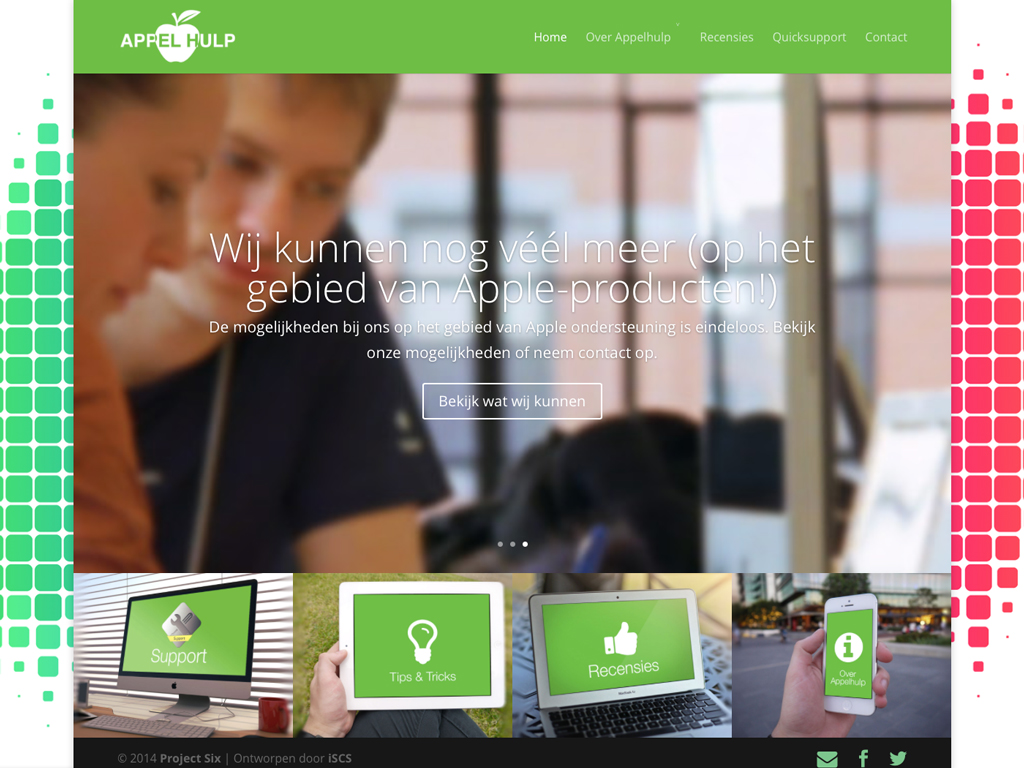 APPEL HULP
Home Over Appelhulp Recensies Quicksupport Contact
Wij kunnen nog véél meer (op het
gebied van Apple-producten!)
De mogelijkheden bij ons op het gebied van Apple ondersteuning is eindeloos. Bekijk
onze mogelijkheden of neem contact op.
Bekijk wat wij kunnen
Support
Tips & Tricks
Recensies
Over
Appelhulp
© 2014 Project Six | Ontworpen door iSCS